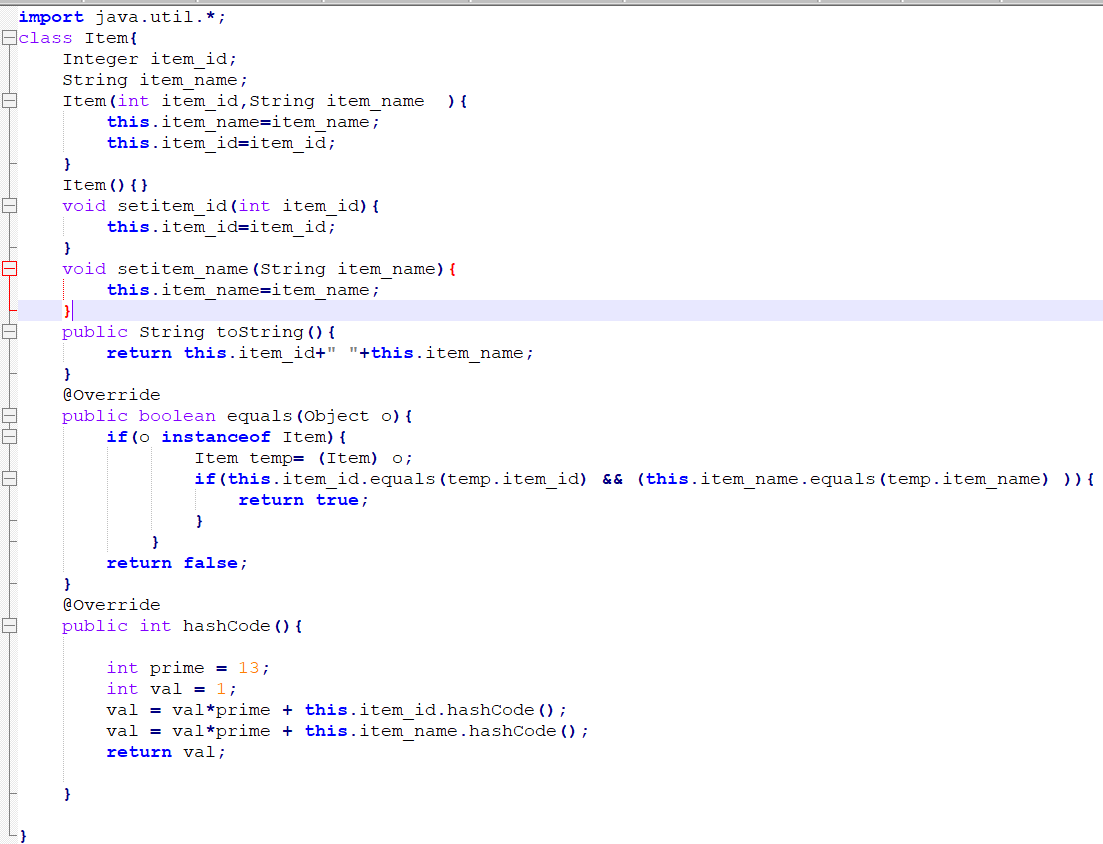 import java.util.*;
class Item{
    Integer item_id;
    String item_name;
    Item(int item_id,String item_name  ){
        this.item_name=item_name;
        this.item_id=item_id;
    }
    Item(){}
    void setitem_id(int item_id){
        this.item_id=item_id;
    }
    void setitem_name(String item_name){
        this.item_name=item_name;
    }
    public String toString(){
        return this.item_id+" "+this.item_name;
    }
    @Override
    public boolean equals(Object o){
        if(o instanceof Item){
                Item temp= (Item) o;
                if(this.item_id.equals(temp.item_id) && (this.item_name.equals(temp.item_name) )){
                    return true;
                }
            }
        return false;
    }
    @Override
    public int hashCode(){
        int prime = 13;
        int val = 1;
        val = val*prime + this.item_id.hashCode();
        val = val*prime + this.item_name.hashCode();
        return val;
    }
}